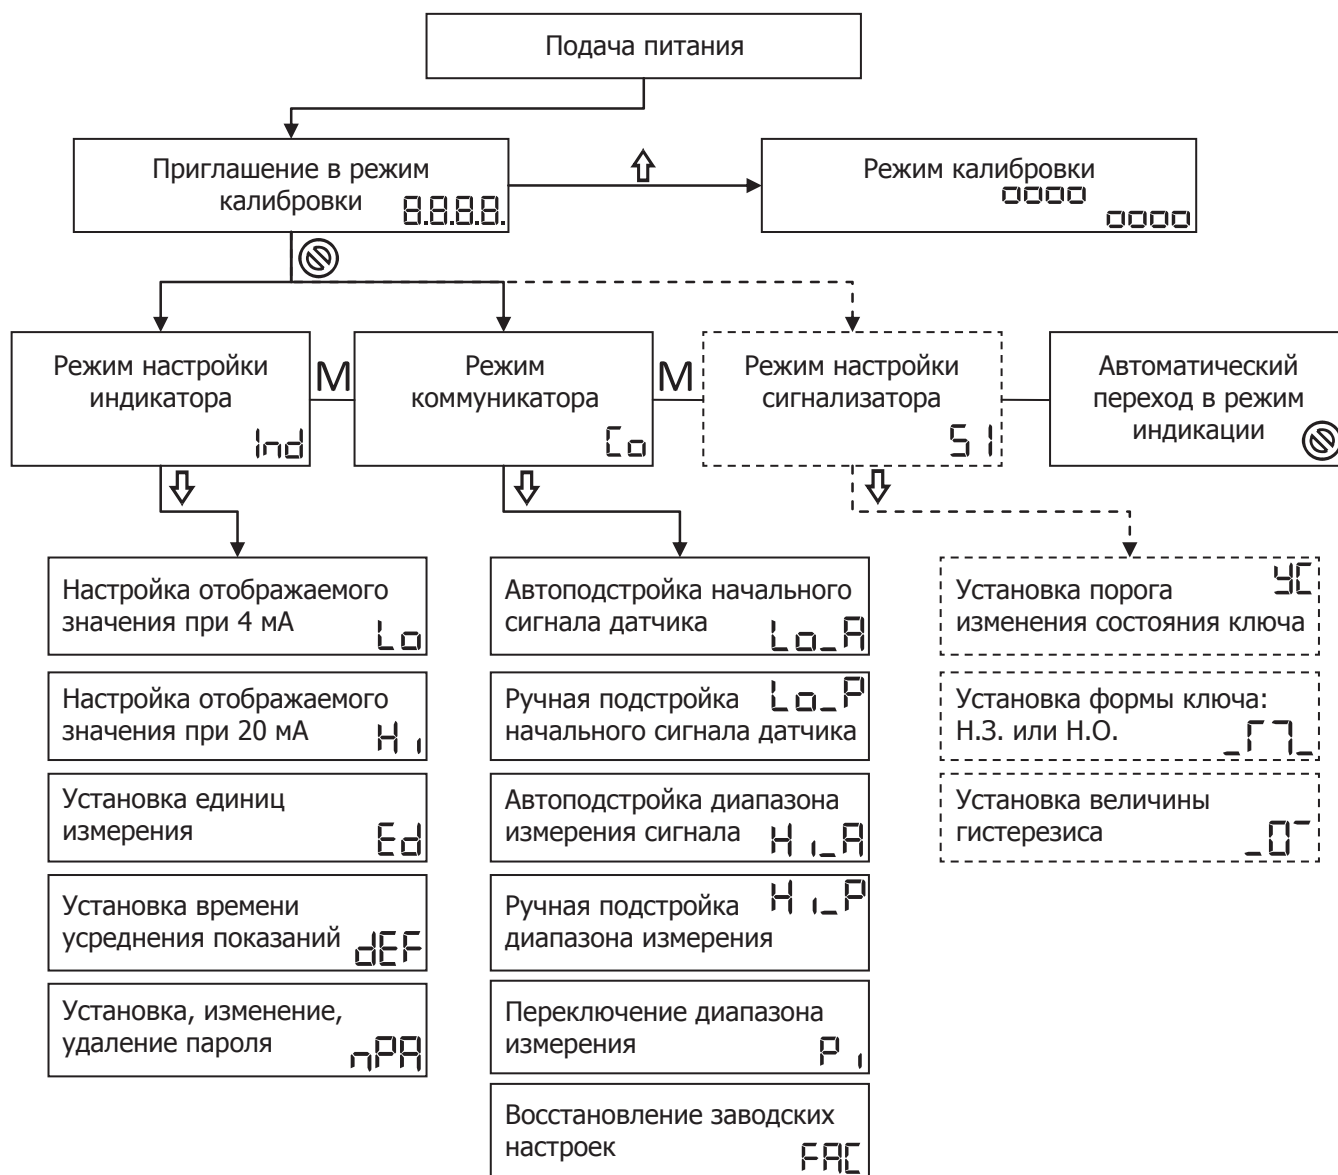 Подача питания
Приглашение в режим
калибровки 8.8.8.8.
Режим калибровки
oooo
oooo
Режим настройки
индикатора
Ind
M
Режим
коммуникатора
Co
M
Режим настройки
сигнализатора
S1
Автоматический
переход в режим
индикации
Настройка отображаемого
значения при 4 мА
Lo
Настройка отображаемого
значения при 20 мА
Hi
Установка единиц
измерения
Ed
Установка времени
усреднения показаний
dEF
Установка, изменение,
удаление пароля
nPA
Автоподстройка начального
сигнала датчика
Lo_A
Ручная подстройка Lo_P
начального сигнала датчика
Автоподстройка диапазона
измерения сигнала
Hi_A
Ручная подстройка Hi_P
диапазона измерения
Переключение диапазона
измерения
Pi
Восстановление заводских
настроек
FAC
Установка порога УС
изменения состояния ключа
Установка формы ключа:
Н.З. или Н.О.
Установка величины
гистерезиса